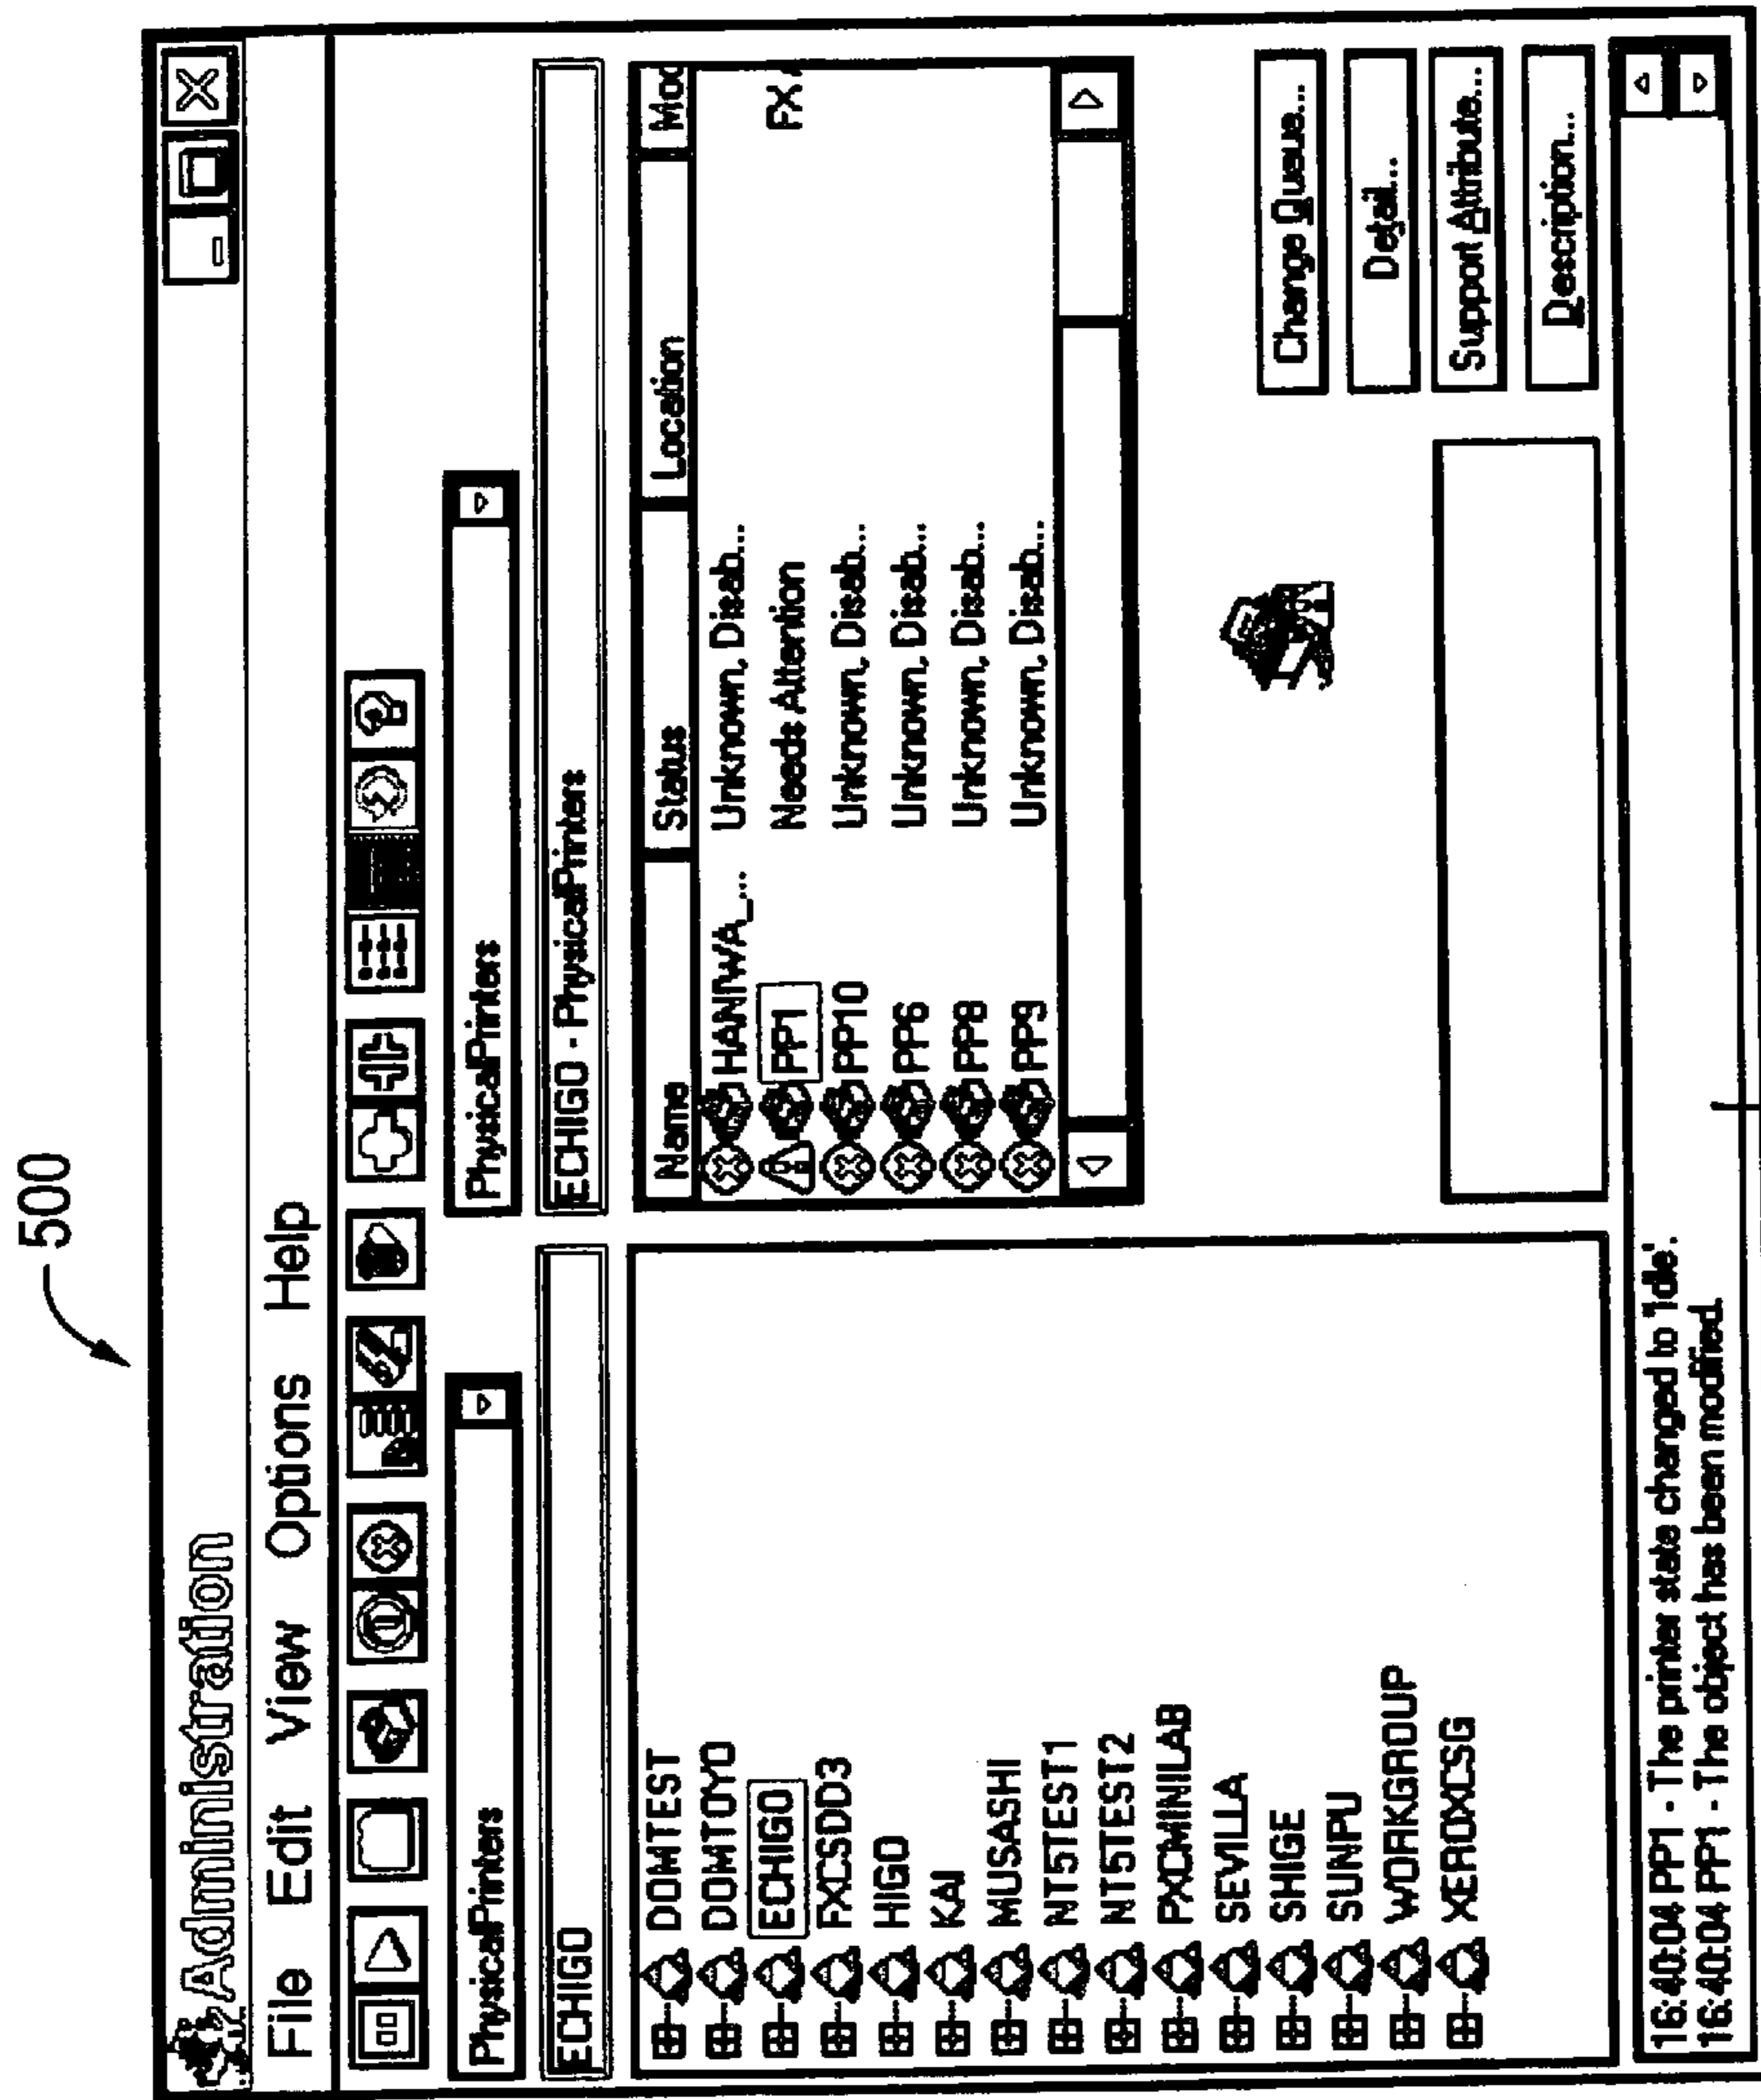 500
Administration
File Edit View Options Help
PhysicalPrinters
PhysicalPrinters
ECHIGO
ECHIGO - PhysicalPrinters
DOMTEST
DOMTOYO
ECHIGO
FXCSDD3
HIGO
KAI
MUSASHI
NT5TEST1
NT5TEST2
PXCMINILAB
SEVILLA
SHIGE
SUNPU
WORKGROUP
XEROXCSG
Name Status Location Mod
HANIWA_... Unknown, Disab...
PP1 Needs Attention FX
PP10 Unknown, Disab...
PP6 Unknown, Disab...
PP8 Unknown, Disab...
PP9 Unknown, Disab...
Change Queue...
Detail...
Support Attribute...
Description...
16:40:04 PP1 - The printer state changed to 'Idle'.
16:40:04 PP1 - The object has been modified.